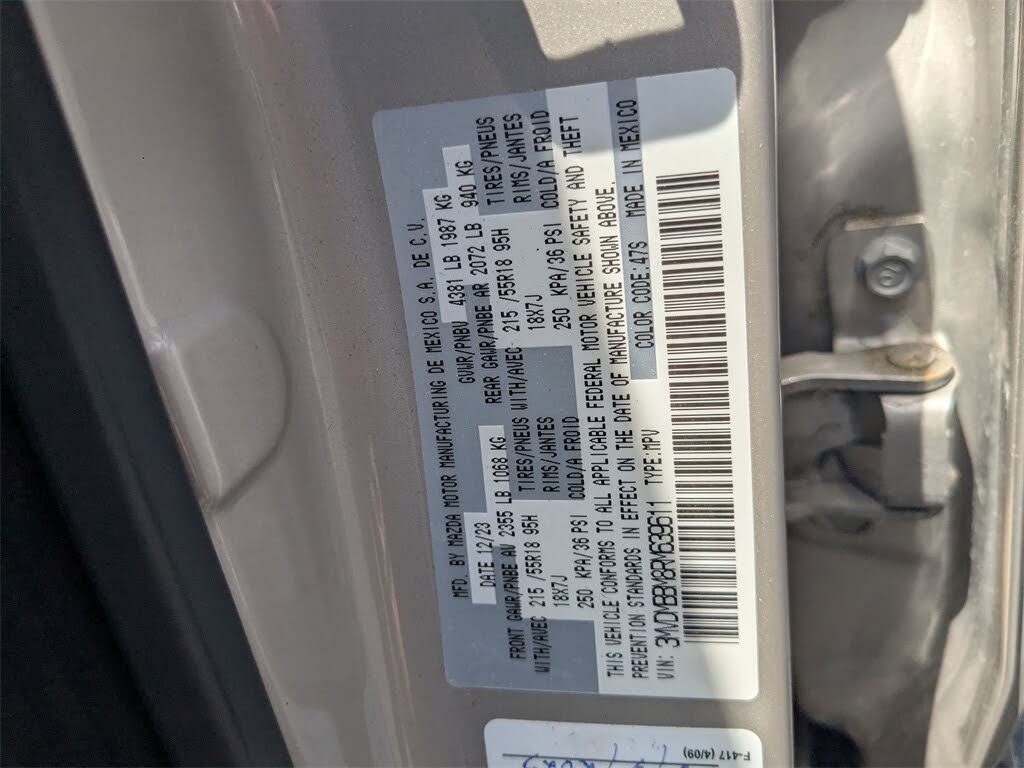 MFD. BY MAZDA MOTOR MANUFACTURING DE MEXICO S.A. DE C.V.
DATE 12/23 GVWR/PNBV 4381 LB 1987 KG
FRONT GAWR/PNBE AV 2355 LB 1068 KG REAR GAWR/PNBE AR 2072 LB 940 KG
WITH/AVEC 215 /55R18 95H TIRES/PNEUS WITH/AVEC 215 /55R18 95H TIRES/PNEUS
18X7J RIMS/JANTES 18X7J RIMS/JANTES
250 KPA/36 PSI COLD/A FROID 250 KPA/36 PSI COLD/A FROID
THIS VEHICLE CONFORMS TO ALL APPLICABLE FEDERAL MOTOR VEHICLE SAFETY AND THEFT
PREVENTION STANDARDS IN EFFECT ON THE DATE OF MANUFACTURE SHOWN ABOVE.
VIN: 3MVDMBBM8RM639611 TYPE:MPV COLOR CODE:47S MADE IN MEXICO
F-417 (4/09)